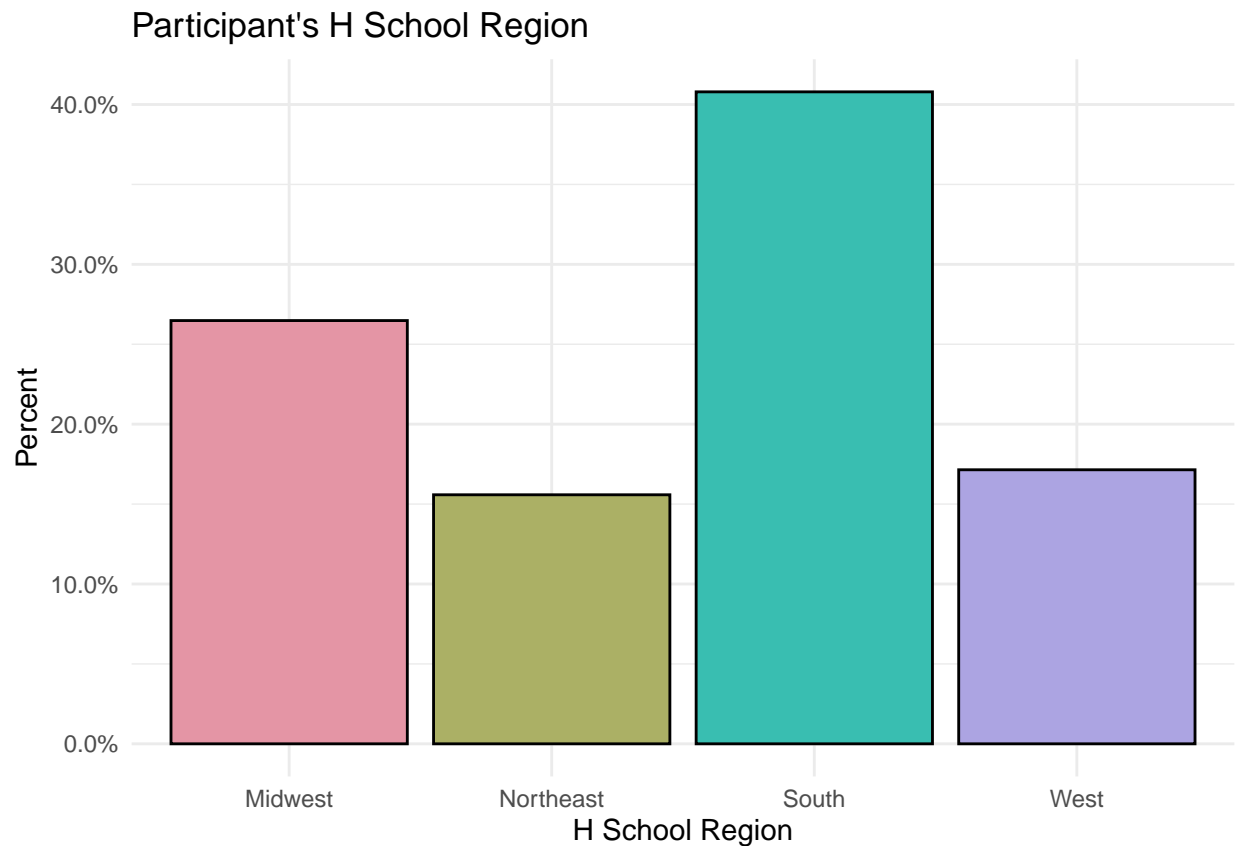 Participant's H School Region
40.0%
30.0%
20.0%
10.0%
0.0%
Percent
Midwest Northeast South West
H School Region